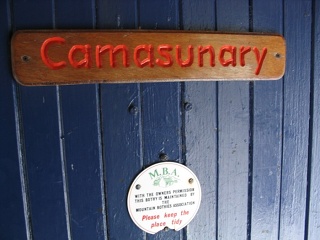 Camasunary
M.B.A.
WITH THE OWNERS PERMISSION
THIS BOTHY IS MAINTAINED BY
THE
MOUNTAIN BOTHIES ASSOCIATION
Please keep the
place tidy